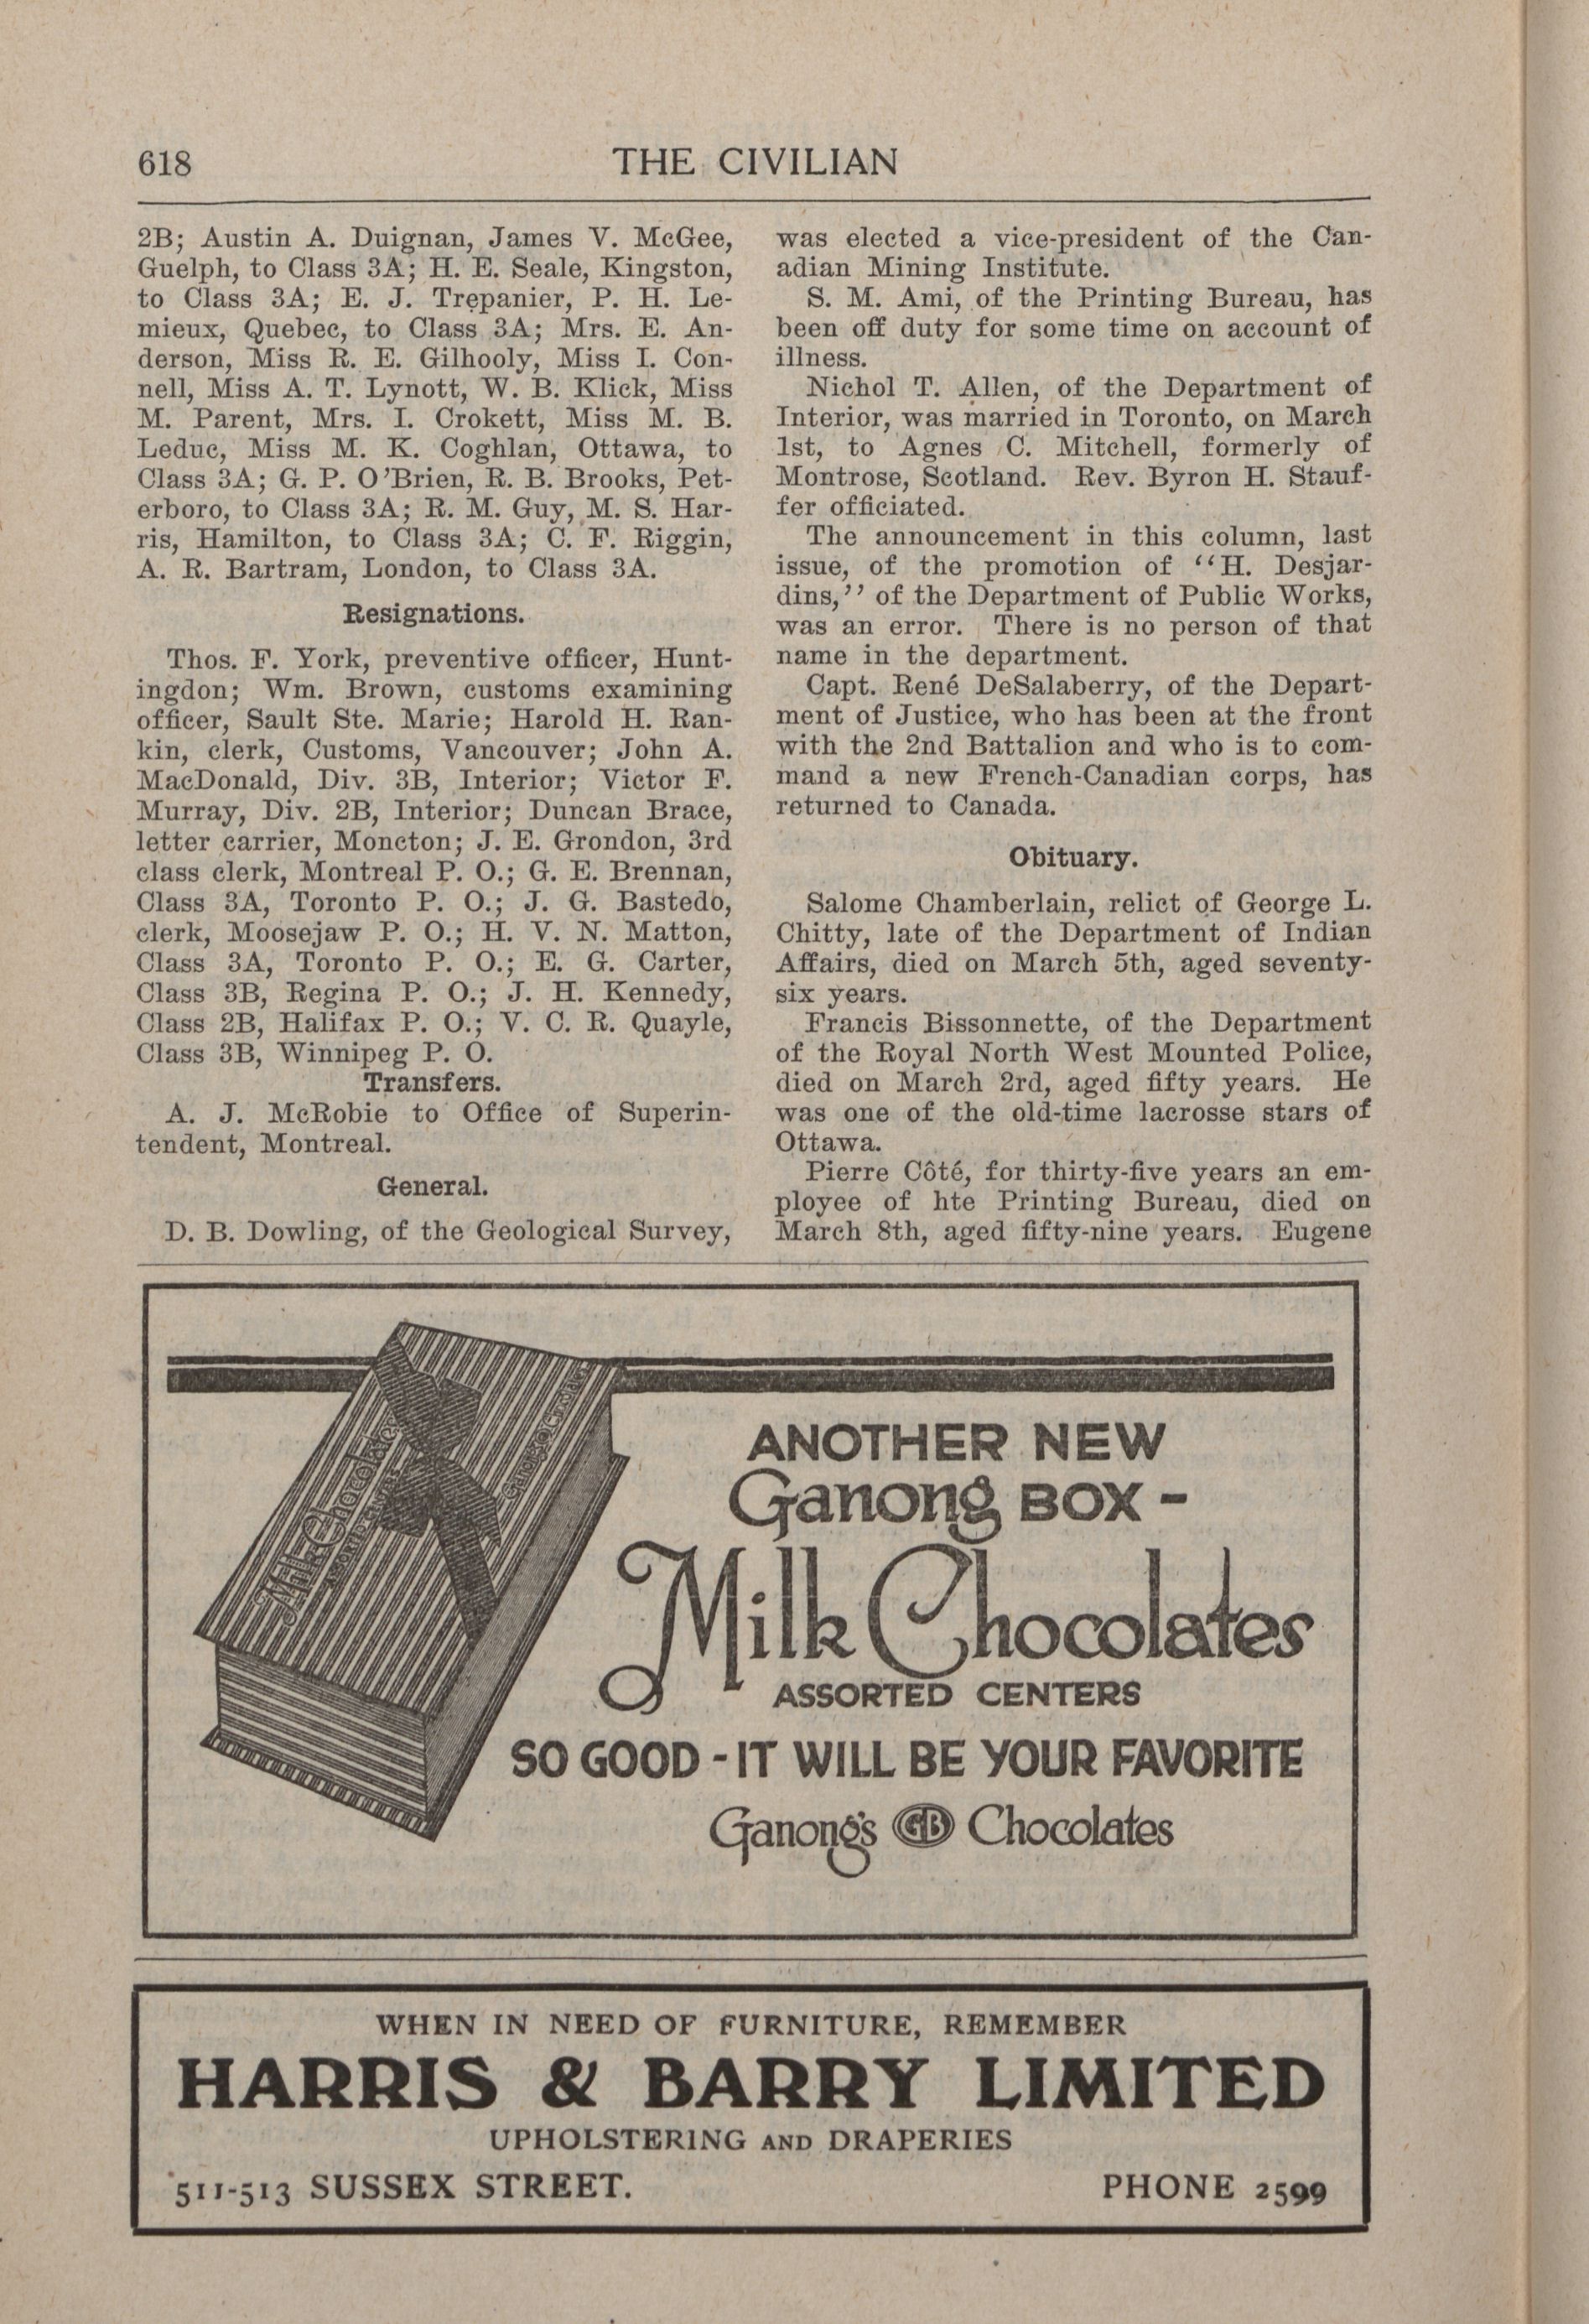 618
THE CIVILIAN
2B; Austin A. Duignan, James V. McGee,
Guelph, to Class 3A; H. E. Seale, Kingston,
to Class 3A; E. J. Trepanier, P. H. Le-
mieux, Quebec, to Class 3A; Mrs. E. An-
derson, Miss R. E. Gilhooly, Miss I. Con-
nell, Miss A. T. Lynott, W. B. Klick, Miss
M. Parent, Mrs. I. Crokett, Miss M. B.
Leduc, Miss M. K. Coghlan, Ottawa, to
Class 3A; G. P. O'Brien, R. B. Brooks, Pet-
erboro, to Class 3A; R. M. Guy, M. S. Har-
ris, Hamilton, to Class 3A; C. F. Riggin,
A. R. Bartram, London, to Class 3A.
Resignations.
Thos. F. York, preventive officer, Hunt-
ingdon; Wm. Brown, customs examining
officer, Sault Ste. Marie; Harold H. Ran-
kin, clerk, Customs, Vancouver; John A.
MacDonald, Div. 3B, Interior; Victor F.
Murray, Div. 2B, Interior; Duncan Brace,
letter carrier, Moncton; J. E. Grondon, 3rd
class clerk, Montreal P. O.; G. E. Brennan,
Class 3A, Toronto P. O.; J. G. Bastedo,
clerk, Moosejaw P. O.; H. V. N. Matton,
Class 3A, Toronto P. O.; E. G. Carter,
Class 3B, Regina P. O.; J. H. Kennedy,
Class 2B, Halifax P. O.; V. C. R. Quayle,
Class 3B, Winnipeg P. O.
Transfers.
A. J. McRobie to Office of Superin-
tendent, Montreal.
General.
D. B. Dowling, of the Geological Survey,
was elected a vice-president of the Can-
adian Mining Institute.
S. M. Ami, of the Printing Bureau, has
been off duty for some time on account of
illness.
Nichol T. Allen, of the Department of
Interior, was married in Toronto, on March
1st, to Agnes C. Mitchell, formerly of
Montrose, Scotland. Rev. Byron H. Stauf-
fer officiated.
The announcement in this column, last
issue, of the promotion of ‘‘H. Desjar-
dins,’’ of the Department of Public Works,
was an error. There is no person of that
name in the department.
Capt. René DeSalaberry, of the Depart-
ment of Justice, who has been at the front
with the 2nd Battalion and who is to com-
mand a new French-Canadian corps, has
returned to Canada.
Obituary.
Salome Chamberlain, relict of George L.
Chitty, late of the Department of Indian
Affairs, died on March 5th, aged seventy-
six years.
Francis Bissonnette, of the Department
of the Royal North West Mounted Police,
died on March 2rd, aged fifty years. He
was one of the old-time lacrosse stars of
Ottawa.
Pierre Côté, for thirty-five years an em-
ployee of hte Printing Bureau, died on
March 8th, aged fifty-nine years. Eugene
Milk Chocolates
ASSORTED CENTERS
Ganong's GB Chocolates
ANOTHER NEW
Ganong BOX -
Milk Chocolates
ASSORTED CENTERS
SO GOOD - IT WILL BE YOUR FAVORITE
Ganong's GB Chocolates
WHEN IN NEED OF FURNITURE, REMEMBER
HARRIS & BARRY LIMITED
UPHOLSTERING AND DRAPERIES
511-513 SUSSEX STREET.
PHONE 2599